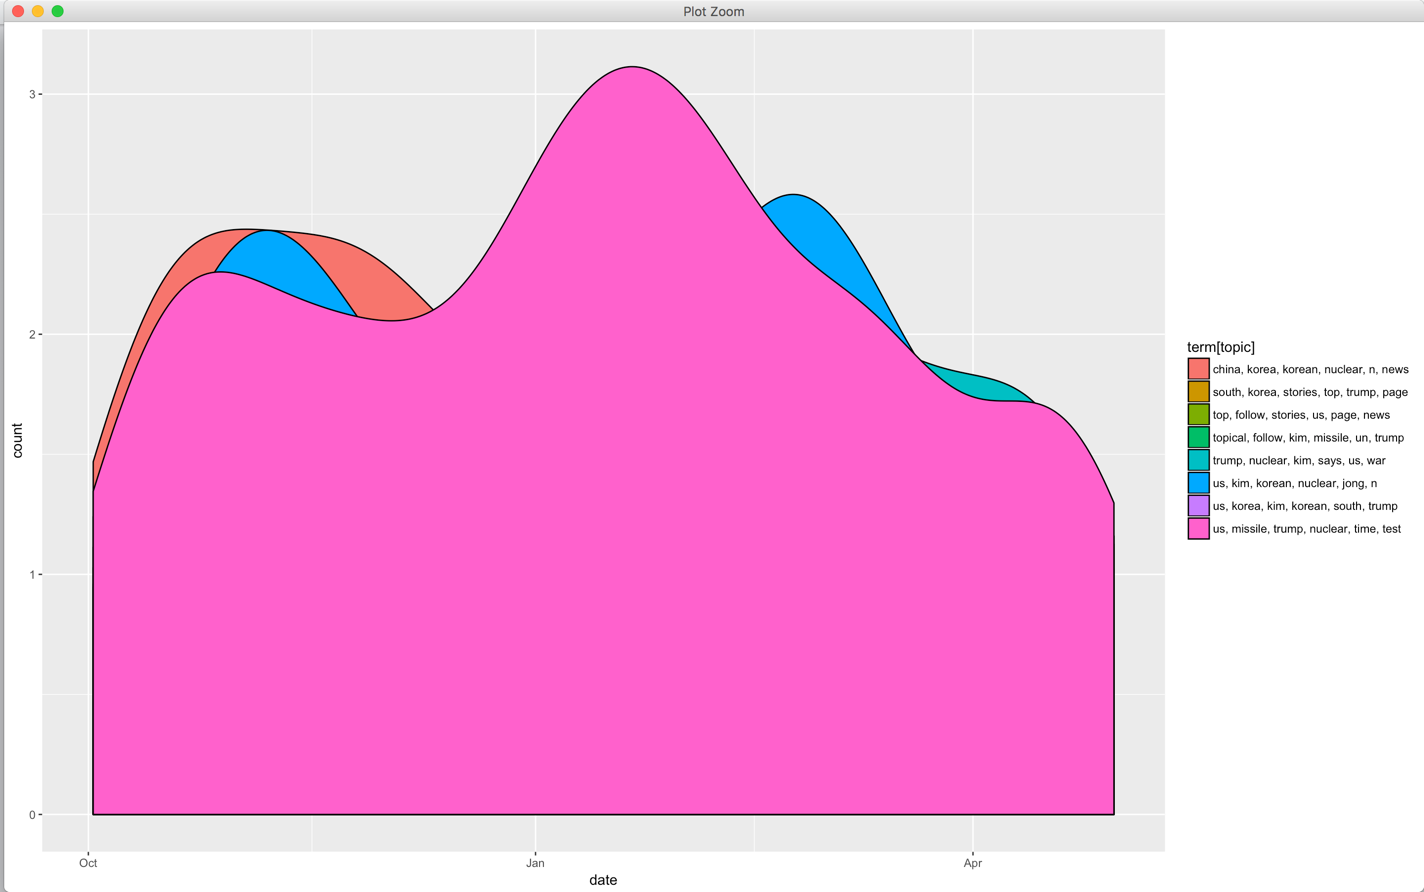 Plot Zoom
3
2
1
0
count
Oct
Jan
Apr
date
term[topic]
china, korea, korean, nuclear, n, news
south, korea, stories, top, trump, page
top, follow, stories, us, page, news
topical, follow, kim, missile, un, trump
trump, nuclear, kim, says, us, war
us, kim, korean, nuclear, jong, n
us, korea, kim, korean, south, trump
us, missile, trump, nuclear, time, test